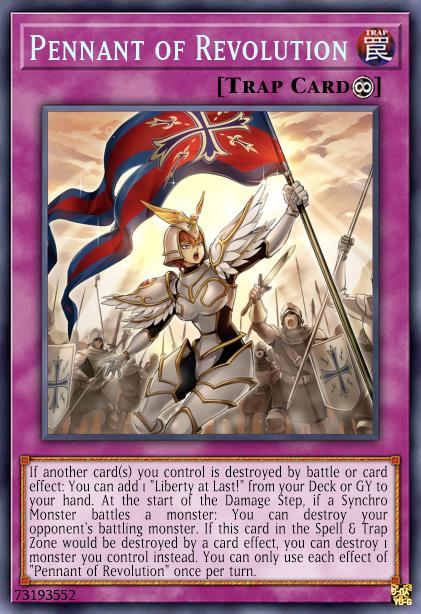 Pennant of Revolution
TRAP
罠
[Trap Card]
If another card(s) you control is destroyed by battle or card
effect: You can add 1 "Liberty at Last!" from your Deck or GY to
your hand. At the start of the Damage Step, if a Synchro
Monster battles a monster: You can destroy your
opponent's battling monster. If this card in the Spell & Trap
Zone would be destroyed by a card effect, you can destroy 1
monster you control instead. You can only use each effect of
"Pennant of Revolution" once per turn.
73193552